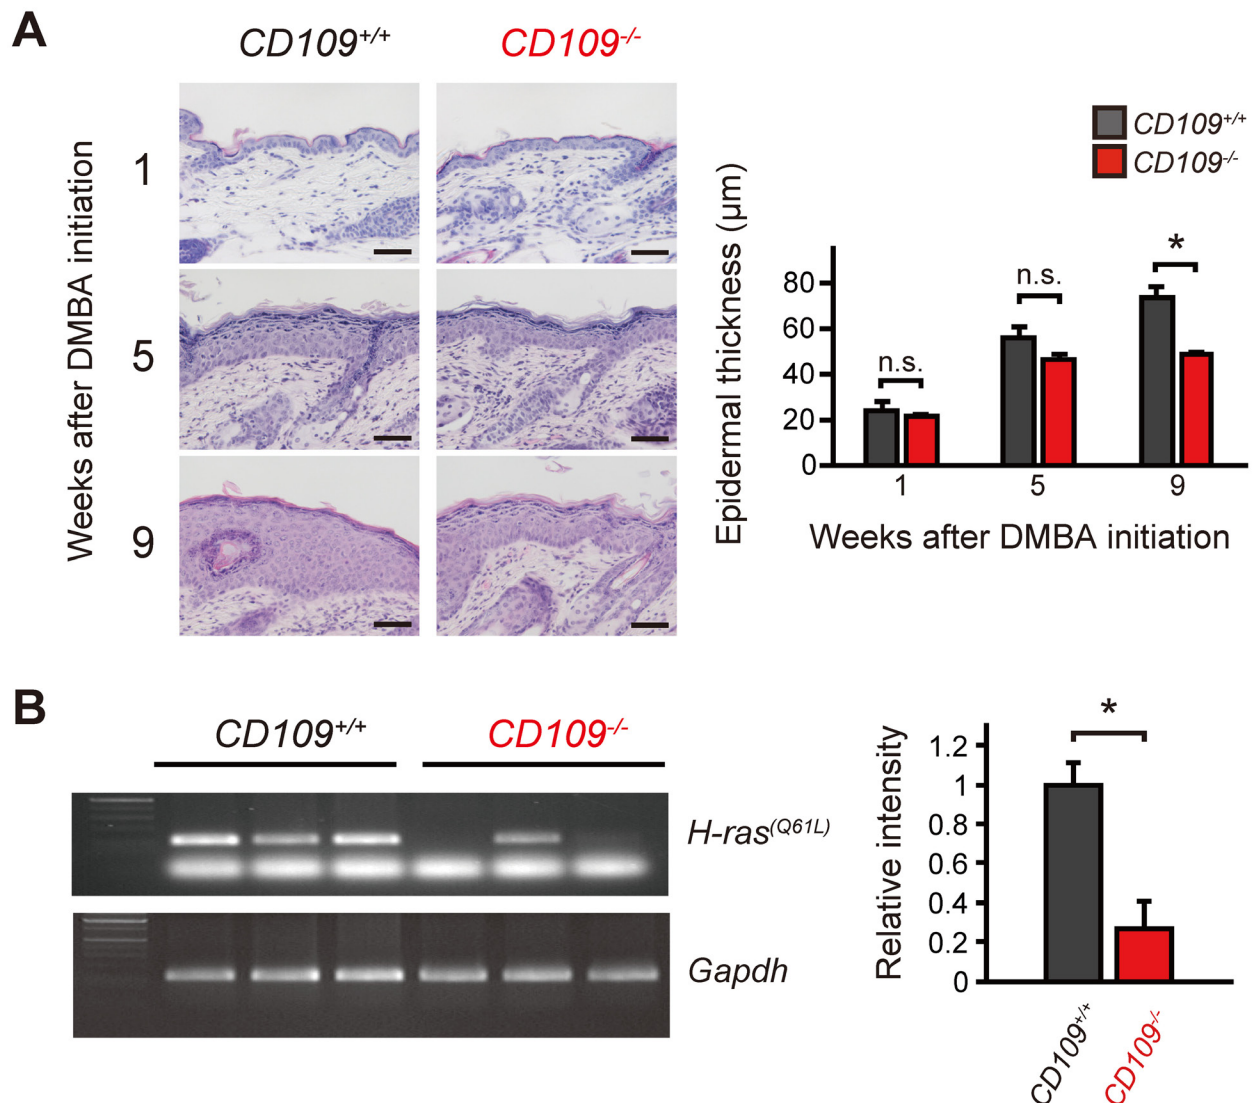 A
CD109+/+
CD109-/-
Weeks after DMBA initiation
1
5
9
CD109+/+
CD109-/-
Epidermal thickness (µm)
80
60
40
20
0
n.s.
n.s.
*
1
5
9
Weeks after DMBA initiation
B
CD109+/+
CD109-/-
H-ras(Q61L)
Gapdh
Relative intensity
1.2
1
0.8
0.6
0.4
0.2
0
*
CD109+/+
CD109-/-